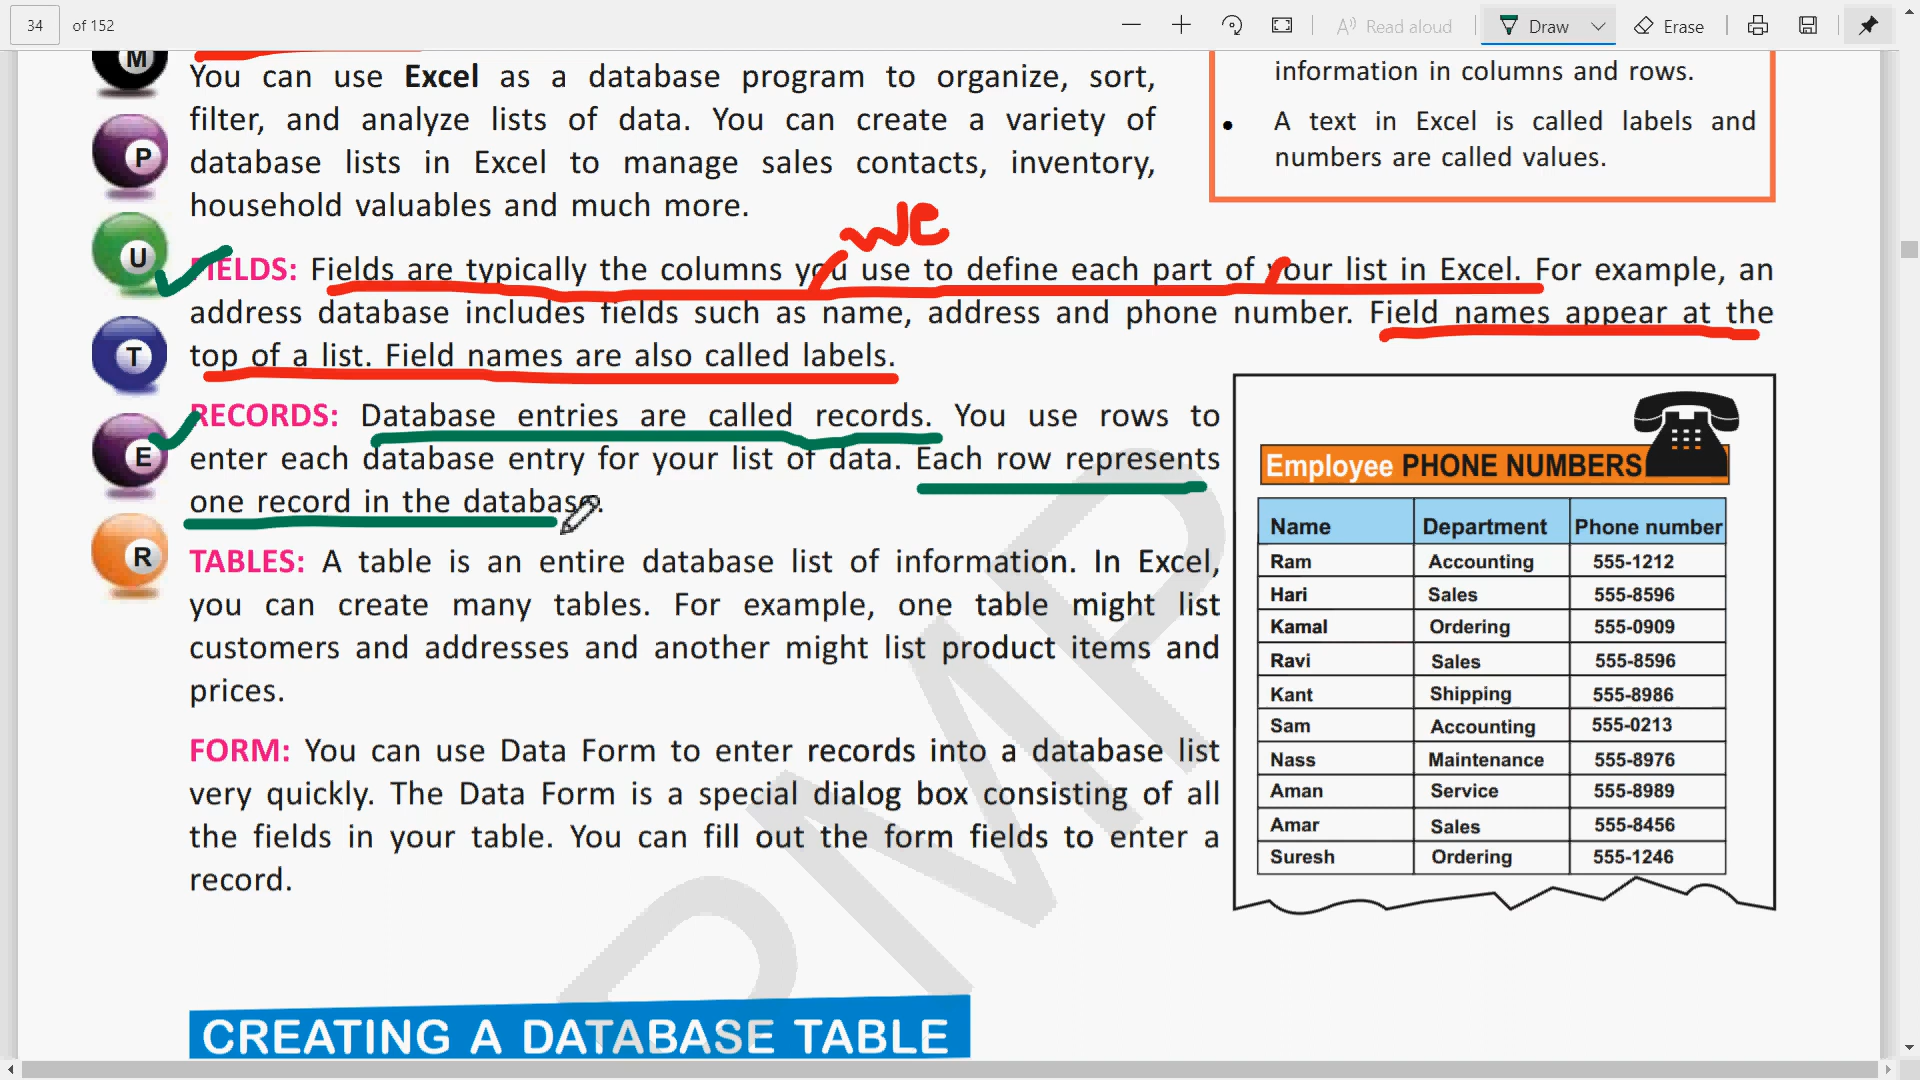 34 of 152 Read aloud Draw Erase
M
P
U
T
E
R
You can use Excel as a database program to organize, sort,
filter, and analyze lists of data. You can create a variety of
database lists in Excel to manage sales contacts, inventory,
household valuables and much more.
information in columns and rows.
• A text in Excel is called labels and
numbers are called values.
we
FIELDS: Fields are typically the columns you use to define each part of your list in Excel. For example, an
address database includes fields such as name, address and phone number. Field names appear at the
top of a list. Field names are also called labels.
RECORDS: Database entries are called records. You use rows to
enter each database entry for your list of data. Each row represents
one record in the database.
TABLES: A table is an entire database list of information. In Excel,
you can create many tables. For example, one table might list
customers and addresses and another might list product items and
prices.
FORM: You can use Data Form to enter records into a database list
very quickly. The Data Form is a special dialog box consisting of all
the fields in your table. You can fill out the form fields to enter a
record.
Employee PHONE NUMBERS
Name Department Phone number
Ram Accounting 555-1212
Hari Sales 555-8596
Kamal Ordering 555-0909
Ravi Sales 555-8596
Kant Shipping 555-8986
Sam Accounting 555-0213
Nass Maintenance 555-8976
Aman Service 555-8989
Amar Sales 555-8456
Suresh Ordering 555-1246
PMP
CREATING A DATABASE TABLE